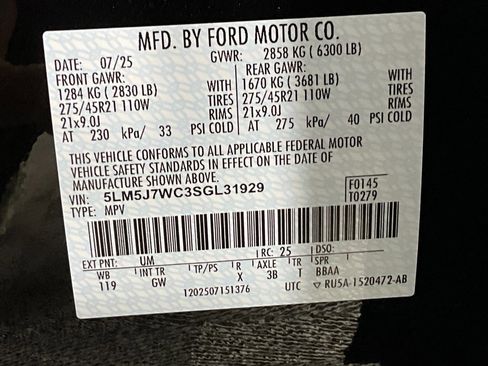 MFD. BY FORD MOTOR CO.
DATE: 07/25 GVWR: 2858 KG ( 6300 LB)
FRONT GAWR: REAR GAWR:
1284 KG ( 2830 LB) WITH 1670 KG ( 3681 LB) WITH
275/45R21 110W TIRES 275/45R21 110W TIRES
21x9.0J RIMS 21x9.0J RIMS
AT 230 kPa/ 33 PSI COLD AT 275 kPa/ 40 PSI COLD
THIS VEHICLE CONFORMS TO ALL APPLICABLE FEDERAL MOTOR
VEHICLE SAFETY STANDARDS IN EFFECT ON THE DATE OF
MANUFACTURE SHOWN ABOVE.
VIN: 5LM5J7WC3SGL31929 F0145
TYPE: MPV T0279
EXT PNT: UM RC: 25 DSO:
WB INT TR TP/PS R AXLE TR SPR
119 GW X 3B T BBAA
1202507151376 UTC ▽ RU5A-1520472-AB